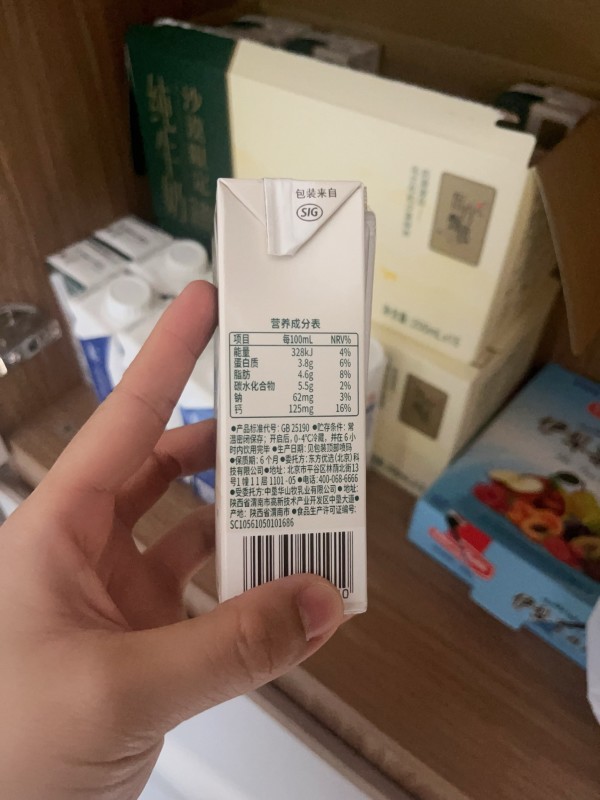 沙漠限定
纯牛奶
包装来自
SIG
营养成分表
项目 每100mL NRV%
能量 328kJ 4%
蛋白质 3.8g 6%
脂肪 4.6g 8%
碳水化合物 5.5g 2%
钠 62mg 3%
钙 125mg 16%
●产品标准代号: GB 25190 ●贮存条件: 常
温密闭保存; 开启后, 0-4℃冷藏, 并在 6 小
时内饮用完毕 ●生产日期: 见包装顶部喷码
●保质期: 6 个月 ●委托方: 东方优选(北京)科
技有限公司 ●地址: 北京市平谷区林荫北街13
号1 幢 11 层 1101 -05 ●电话: 400-068-6666
●受委托方: 中垦华山牧乳业有限公司 ●地址:
陕西省渭南市高新技术产业开发区中垦大道●
产地: 陕西省渭南市 ●食品生产许可证编号:
SC10561050101686